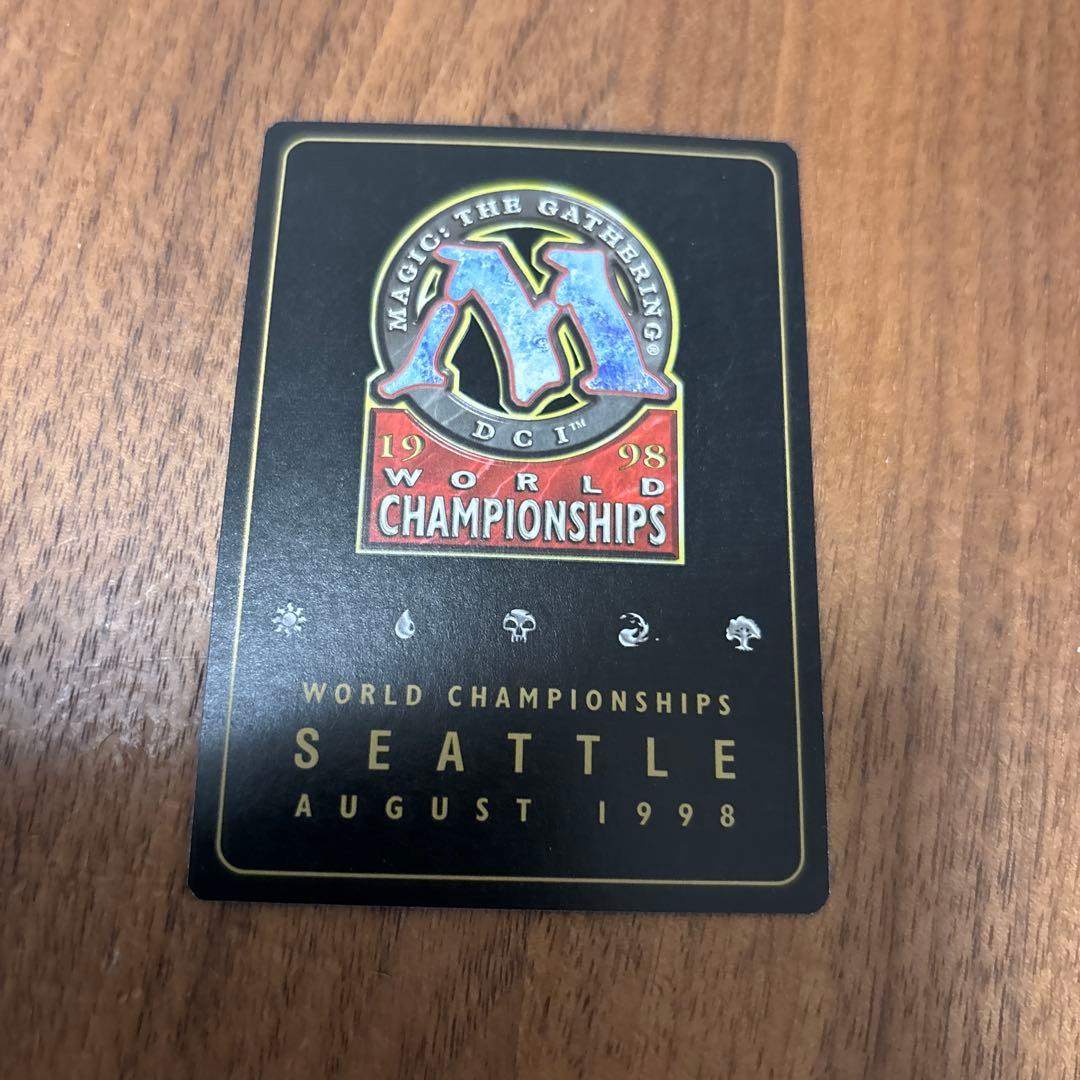 MAGIC: THE GATHERING®
M
DCI™
19 98
WORLD
CHAMPIONSHIPS
WORLD CHAMPIONSHIPS
SEATTLE
AUGUST 1998